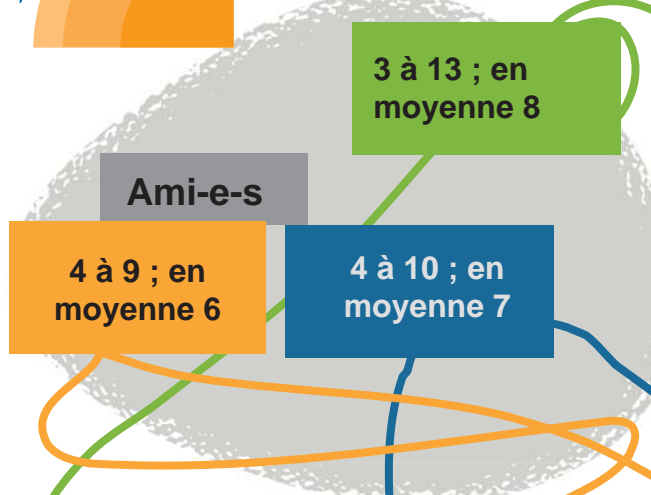 3 à 13 ; en
moyenne 8
Ami-e-s
4 à 9 ; en
moyenne 6
4 à 10 ; en
moyenne 7